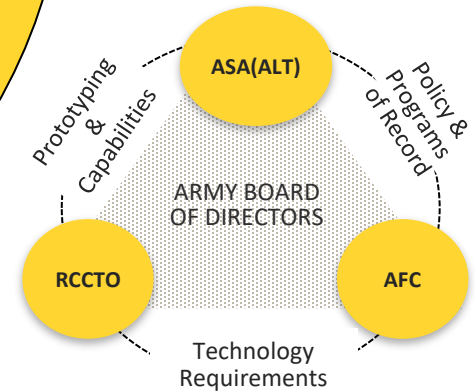 ASA(ALT)
Prototyping
&
Capabilities
Policy &
Programs
of Record
ARMY BOARD
OF DIRECTORS
RCCTO
AFC
Technology
Requirements